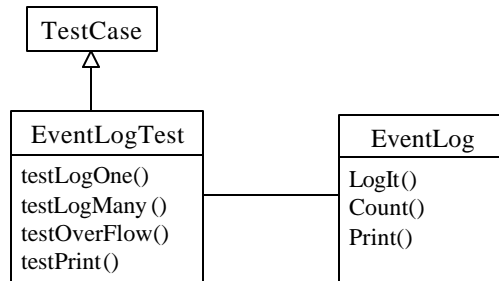 TestCase
EventLogTest
testLogOne()
testLogMany ()
testOverFlow()
testPrint()
EventLog
LogIt()
Count()
Print()